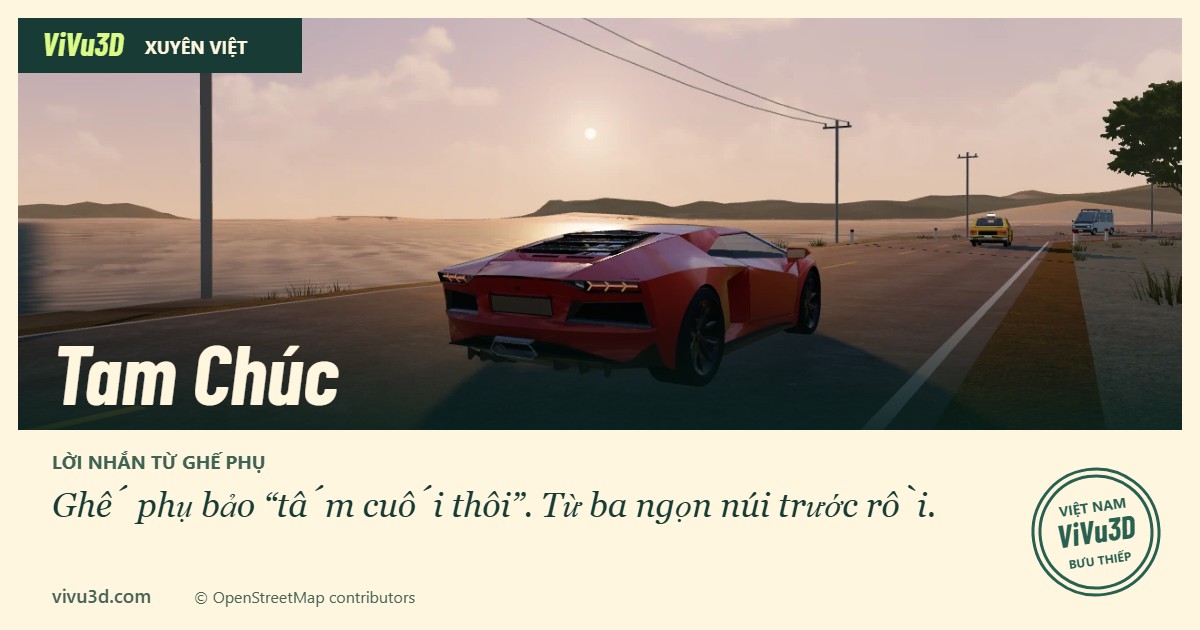 ViVu3D XUYÊN VIỆT
Tam Chúc
LỜI NHẮN TỪ GHẾ PHỤ
Ghế phụ bảo “tấm cuối thôi”. Từ ba ngọn núi trước rồi.
VIỆT NAM
ViVu3D
BƯU THIẾP
vivu3d.com © OpenStreetMap contributors